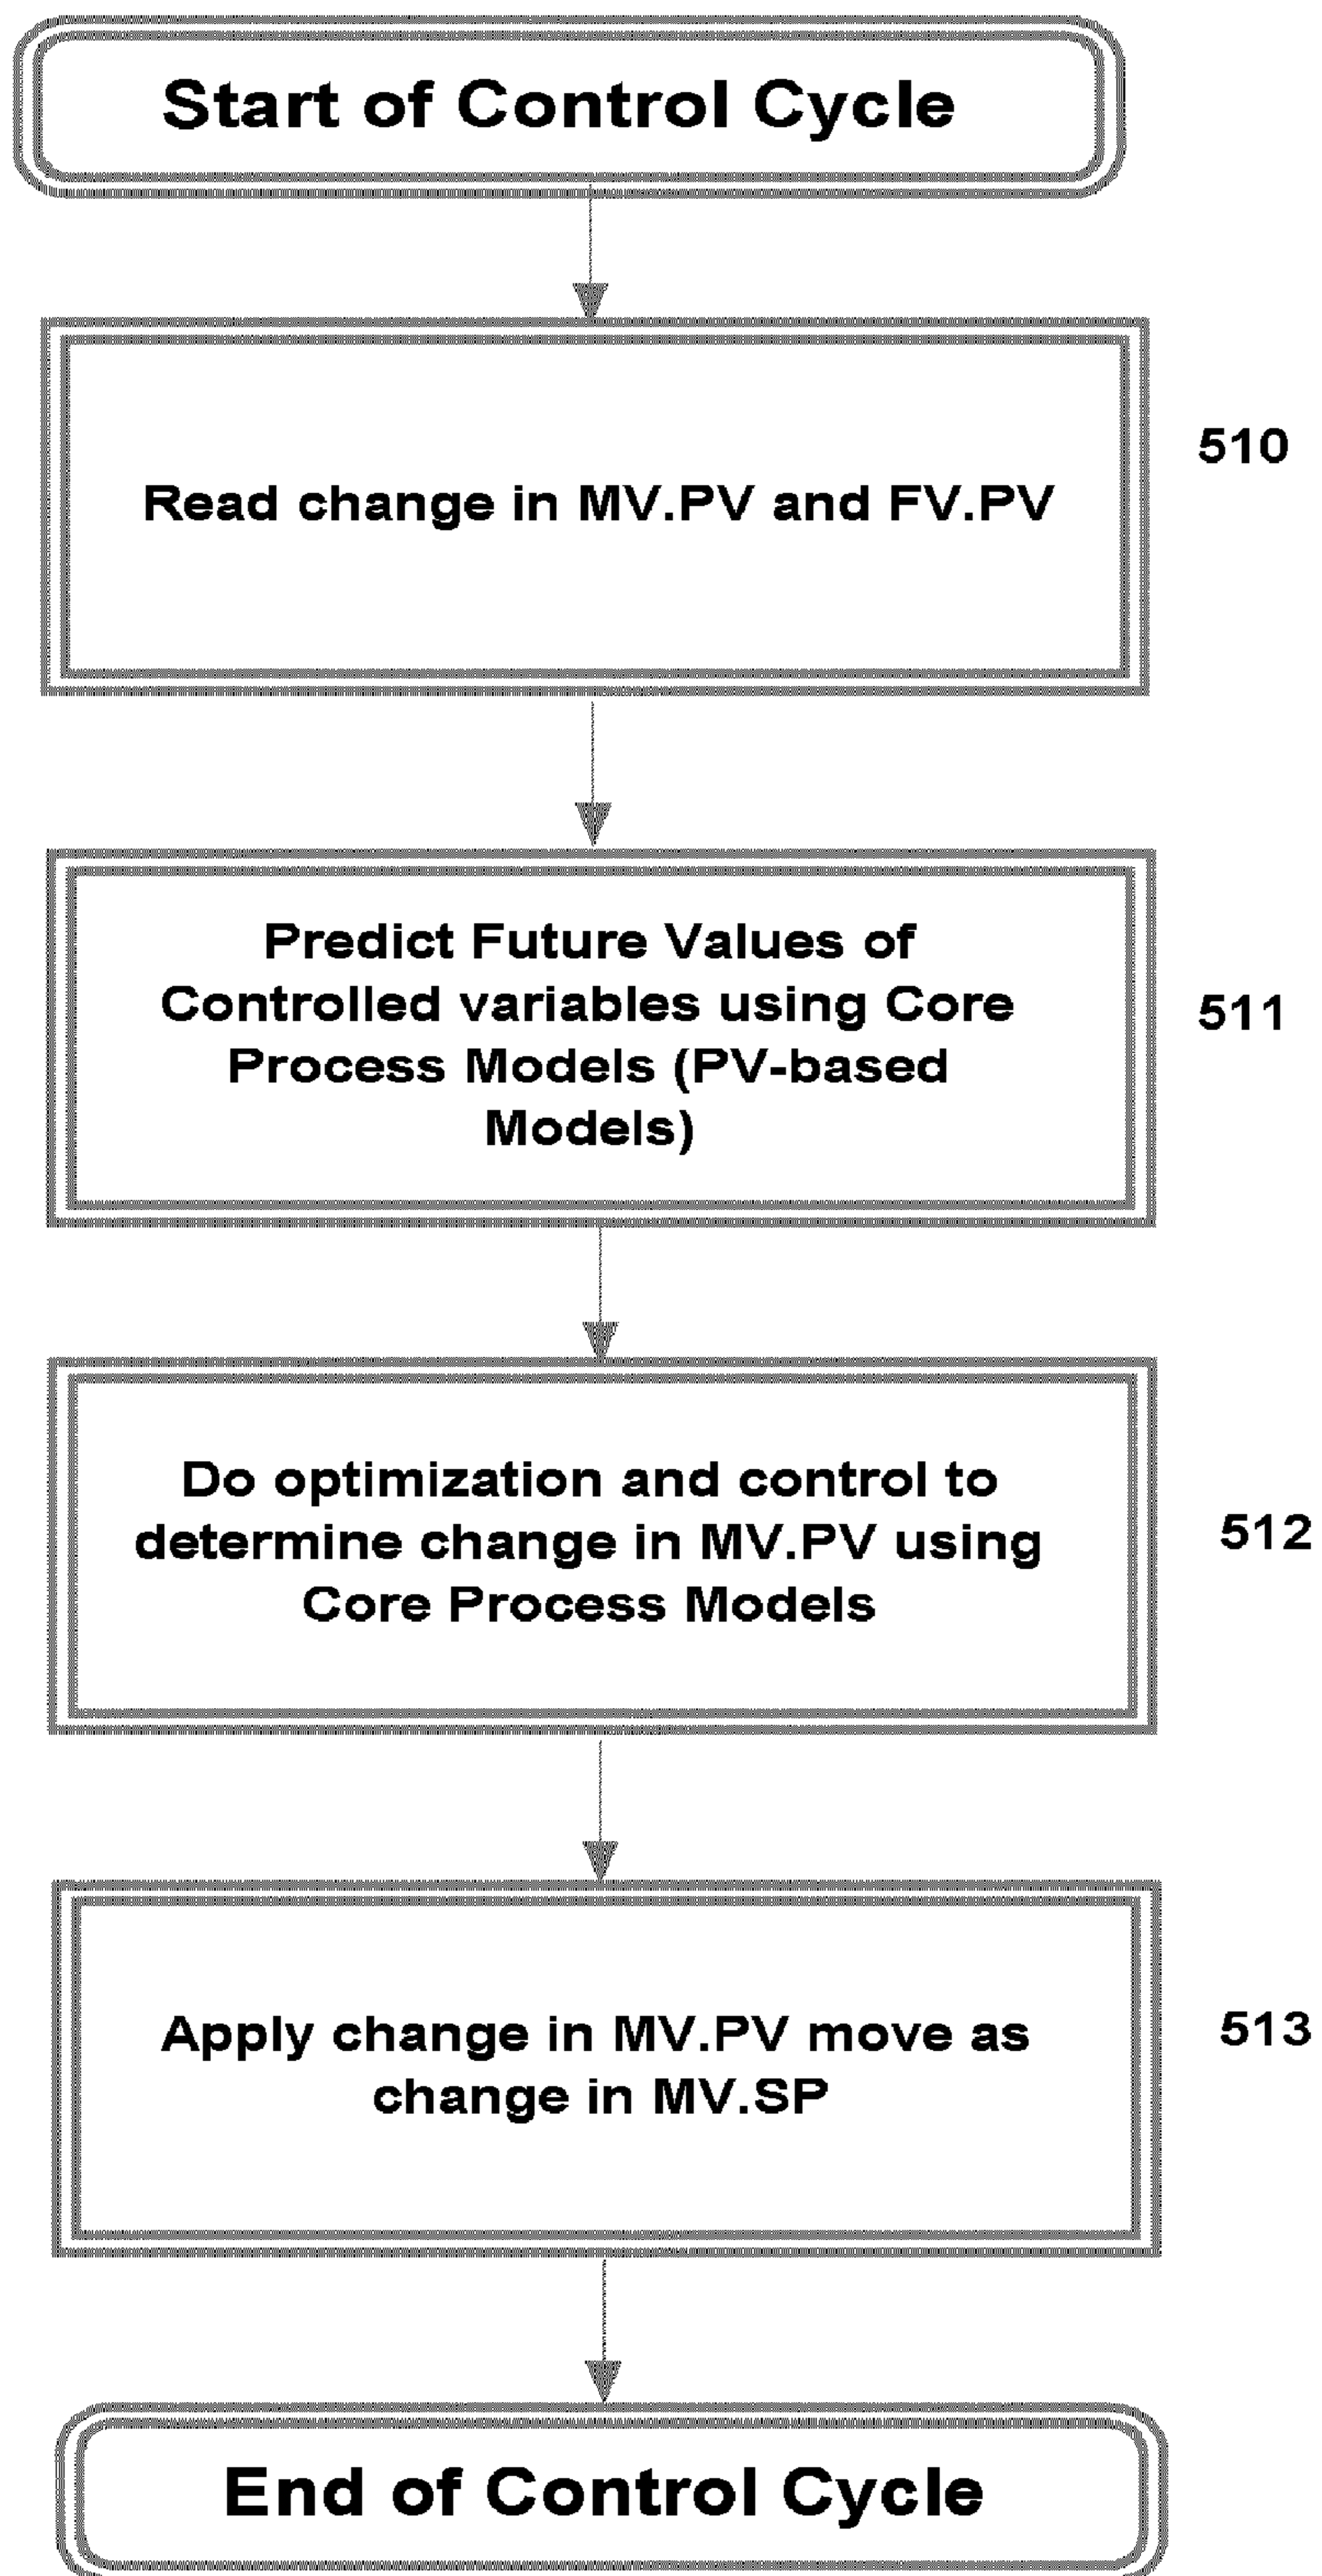 Start of Control Cycle
Read change in MV.PV and FV.PV
510
Predict Future Values of
Controlled variables using Core
Process Models (PV-based
Models)
511
Do optimization and control to
determine change in MV.PV using
Core Process Models
512
Apply change in MV.PV move as
change in MV.SP
513
End of Control Cycle